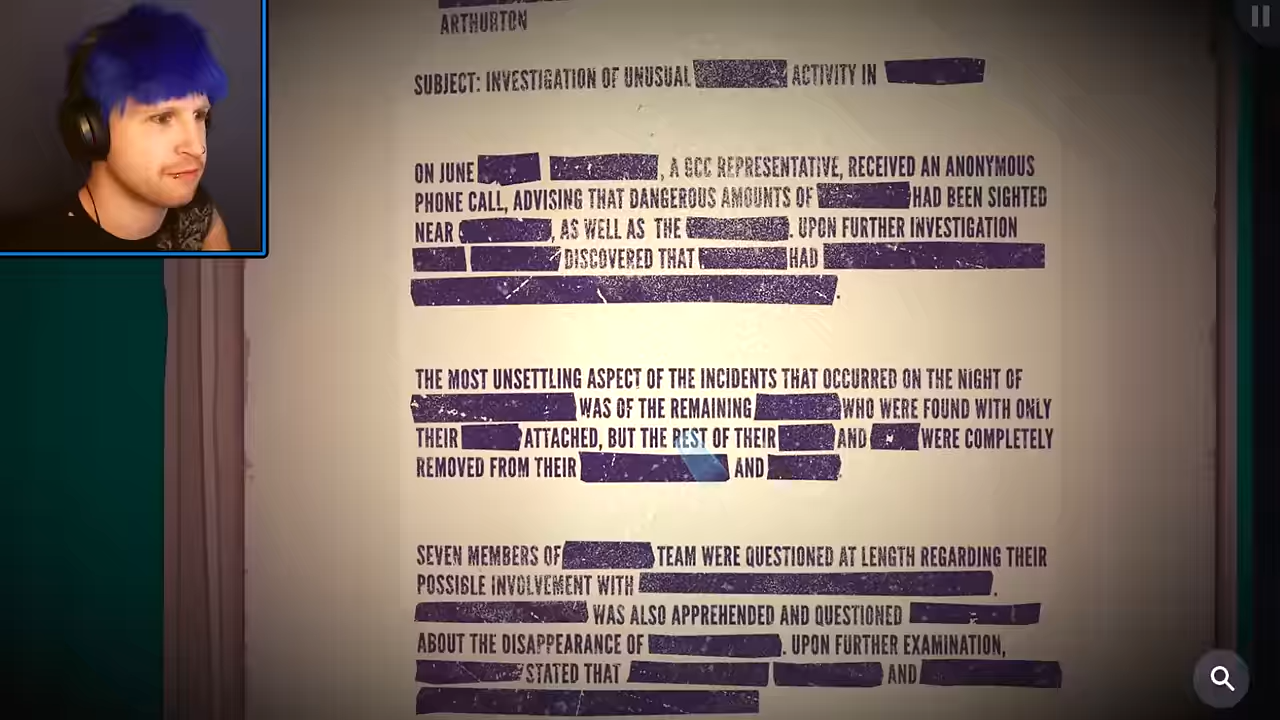 ARTHURTON
SUBJECT: INVESTIGATION OF UNUSUAL ACTIVITY IN
ON JUNE , A GCC REPRESENTATIVE, RECEIVED AN ANONYMOUS
PHONE CALL, ADVISING THAT DANGEROUS AMOUNTS OF HAD BEEN SIGHTED
NEAR , AS WELL AS THE . UPON FURTHER INVESTIGATION
DISCOVERED THAT HAD
.
THE MOST UNSETTLING ASPECT OF THE INCIDENTS THAT OCCURRED ON THE NIGHT OF
WAS OF THE REMAINING WHO WERE FOUND WITH ONLY
THEIR ATTACHED, BUT THE REST OF THEIR AND WERE COMPLETELY
REMOVED FROM THEIR AND .
SEVEN MEMBERS OF TEAM WERE QUESTIONED AT LENGTH REGARDING THEIR
POSSIBLE INVOLVEMENT WITH .
WAS ALSO APPREHENDED AND QUESTIONED
ABOUT THE DISAPPEARANCE OF . UPON FURTHER EXAMINATION,
STATED THAT AND